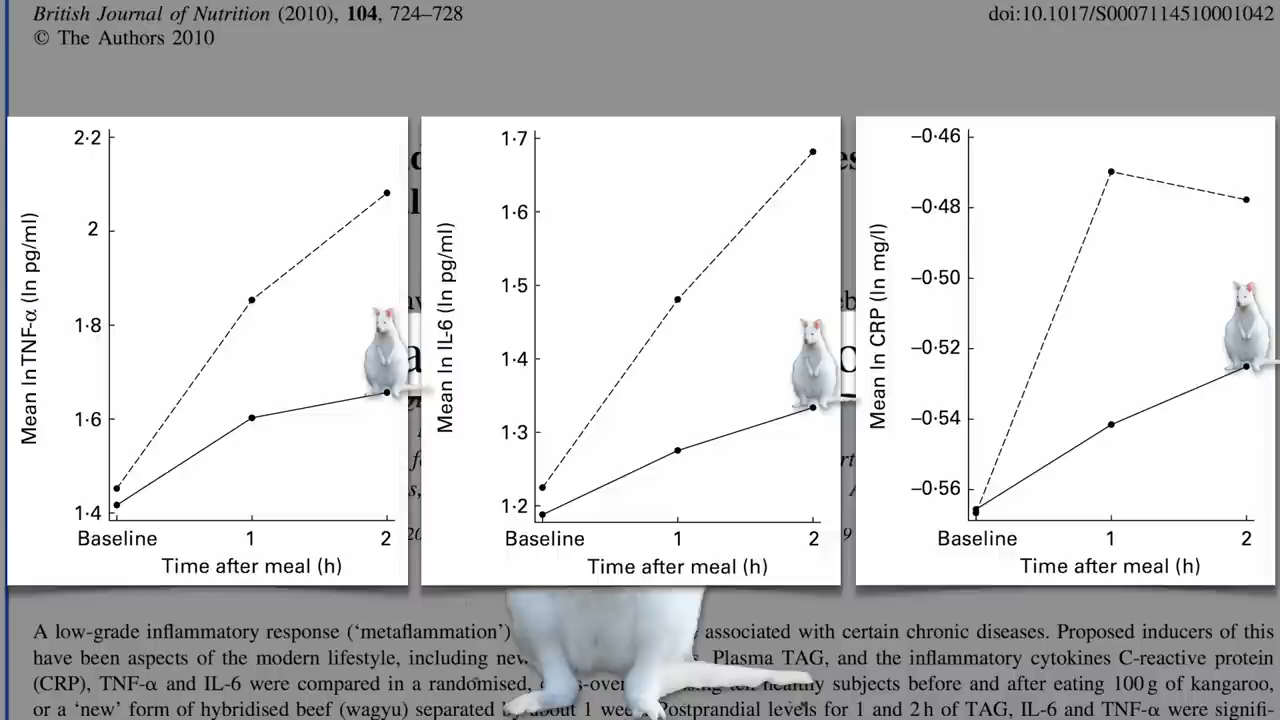 British Journal of Nutrition (2010), 104, 724–728
doi:10.1017/S0007114510001042
© The Authors 2010
2·2
2
1·8
1·6
1·4
Mean ln TNF-α (ln pg/ml)
Baseline 1 2
Time after meal (h)
1·7
1·6
1·5
1·4
1·3
1·2
Mean ln IL-6 (ln pg/ml)
Baseline 1 2
Time after meal (h)
–0·46
–0·48
–0·50
–0·52
–0·54
–0·56
Mean ln CRP (ln mg/l)
Baseline 1 2
Time after meal (h)
A low-grade inflammatory response (‘metaflammation’) associated with certain chronic diseases. Proposed inducers of this
have been aspects of the modern lifestyle, including Plasma TAG, and the inflammatory cytokines C-reactive protein
(CRP), TNF-α and IL-6 were compared in a randomised, healthy subjects before and after eating 100 g of kangaroo,
or a ‘new’ form of hybridised beef (wagyu) separated about 1 Postprandial levels for 1 and 2 h of TAG, IL-6 and TNF-α were signifi-